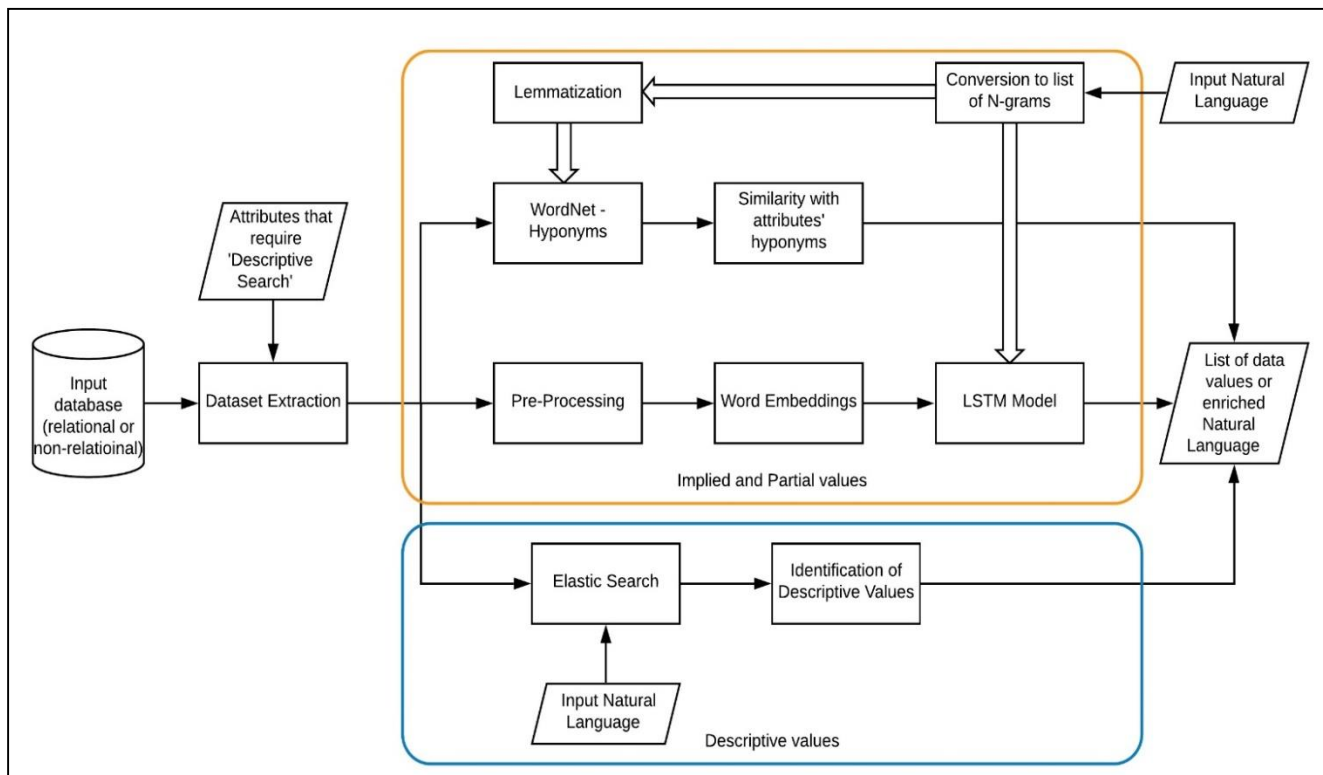 Lemmatization
Conversion to list
of N-grams
Input Natural
Language
Attributes that
require
'Descriptive
Search'
WordNet -
Hyponyms
Similarity with
attributes'
hyponyms
Input
database
(relational or
non-relatioinal)
Dataset Extraction
Pre-Processing
Word Embeddings
LSTM Model
List of data
values or
enriched
Natural
Language
Implied and Partial values
Elastic Search
Identification of
Descriptive Values
Input Natural
Language
Descriptive values